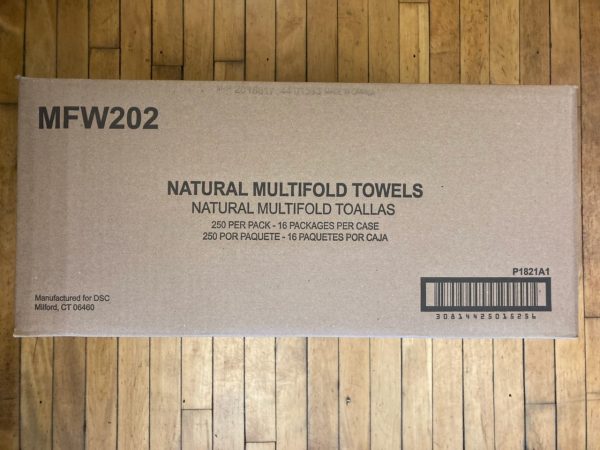 MFW202
NATURAL MULTIFOLD TOWELS
NATURAL MULTIFOLD TOALLAS
250 PER PACK - 16 PACKAGES PER CASE
250 POR PAQUETE - 16 PAQUETES POR CAJA
P1821A1
Manufactured for DSC
Milford, CT 06460
30814425015256